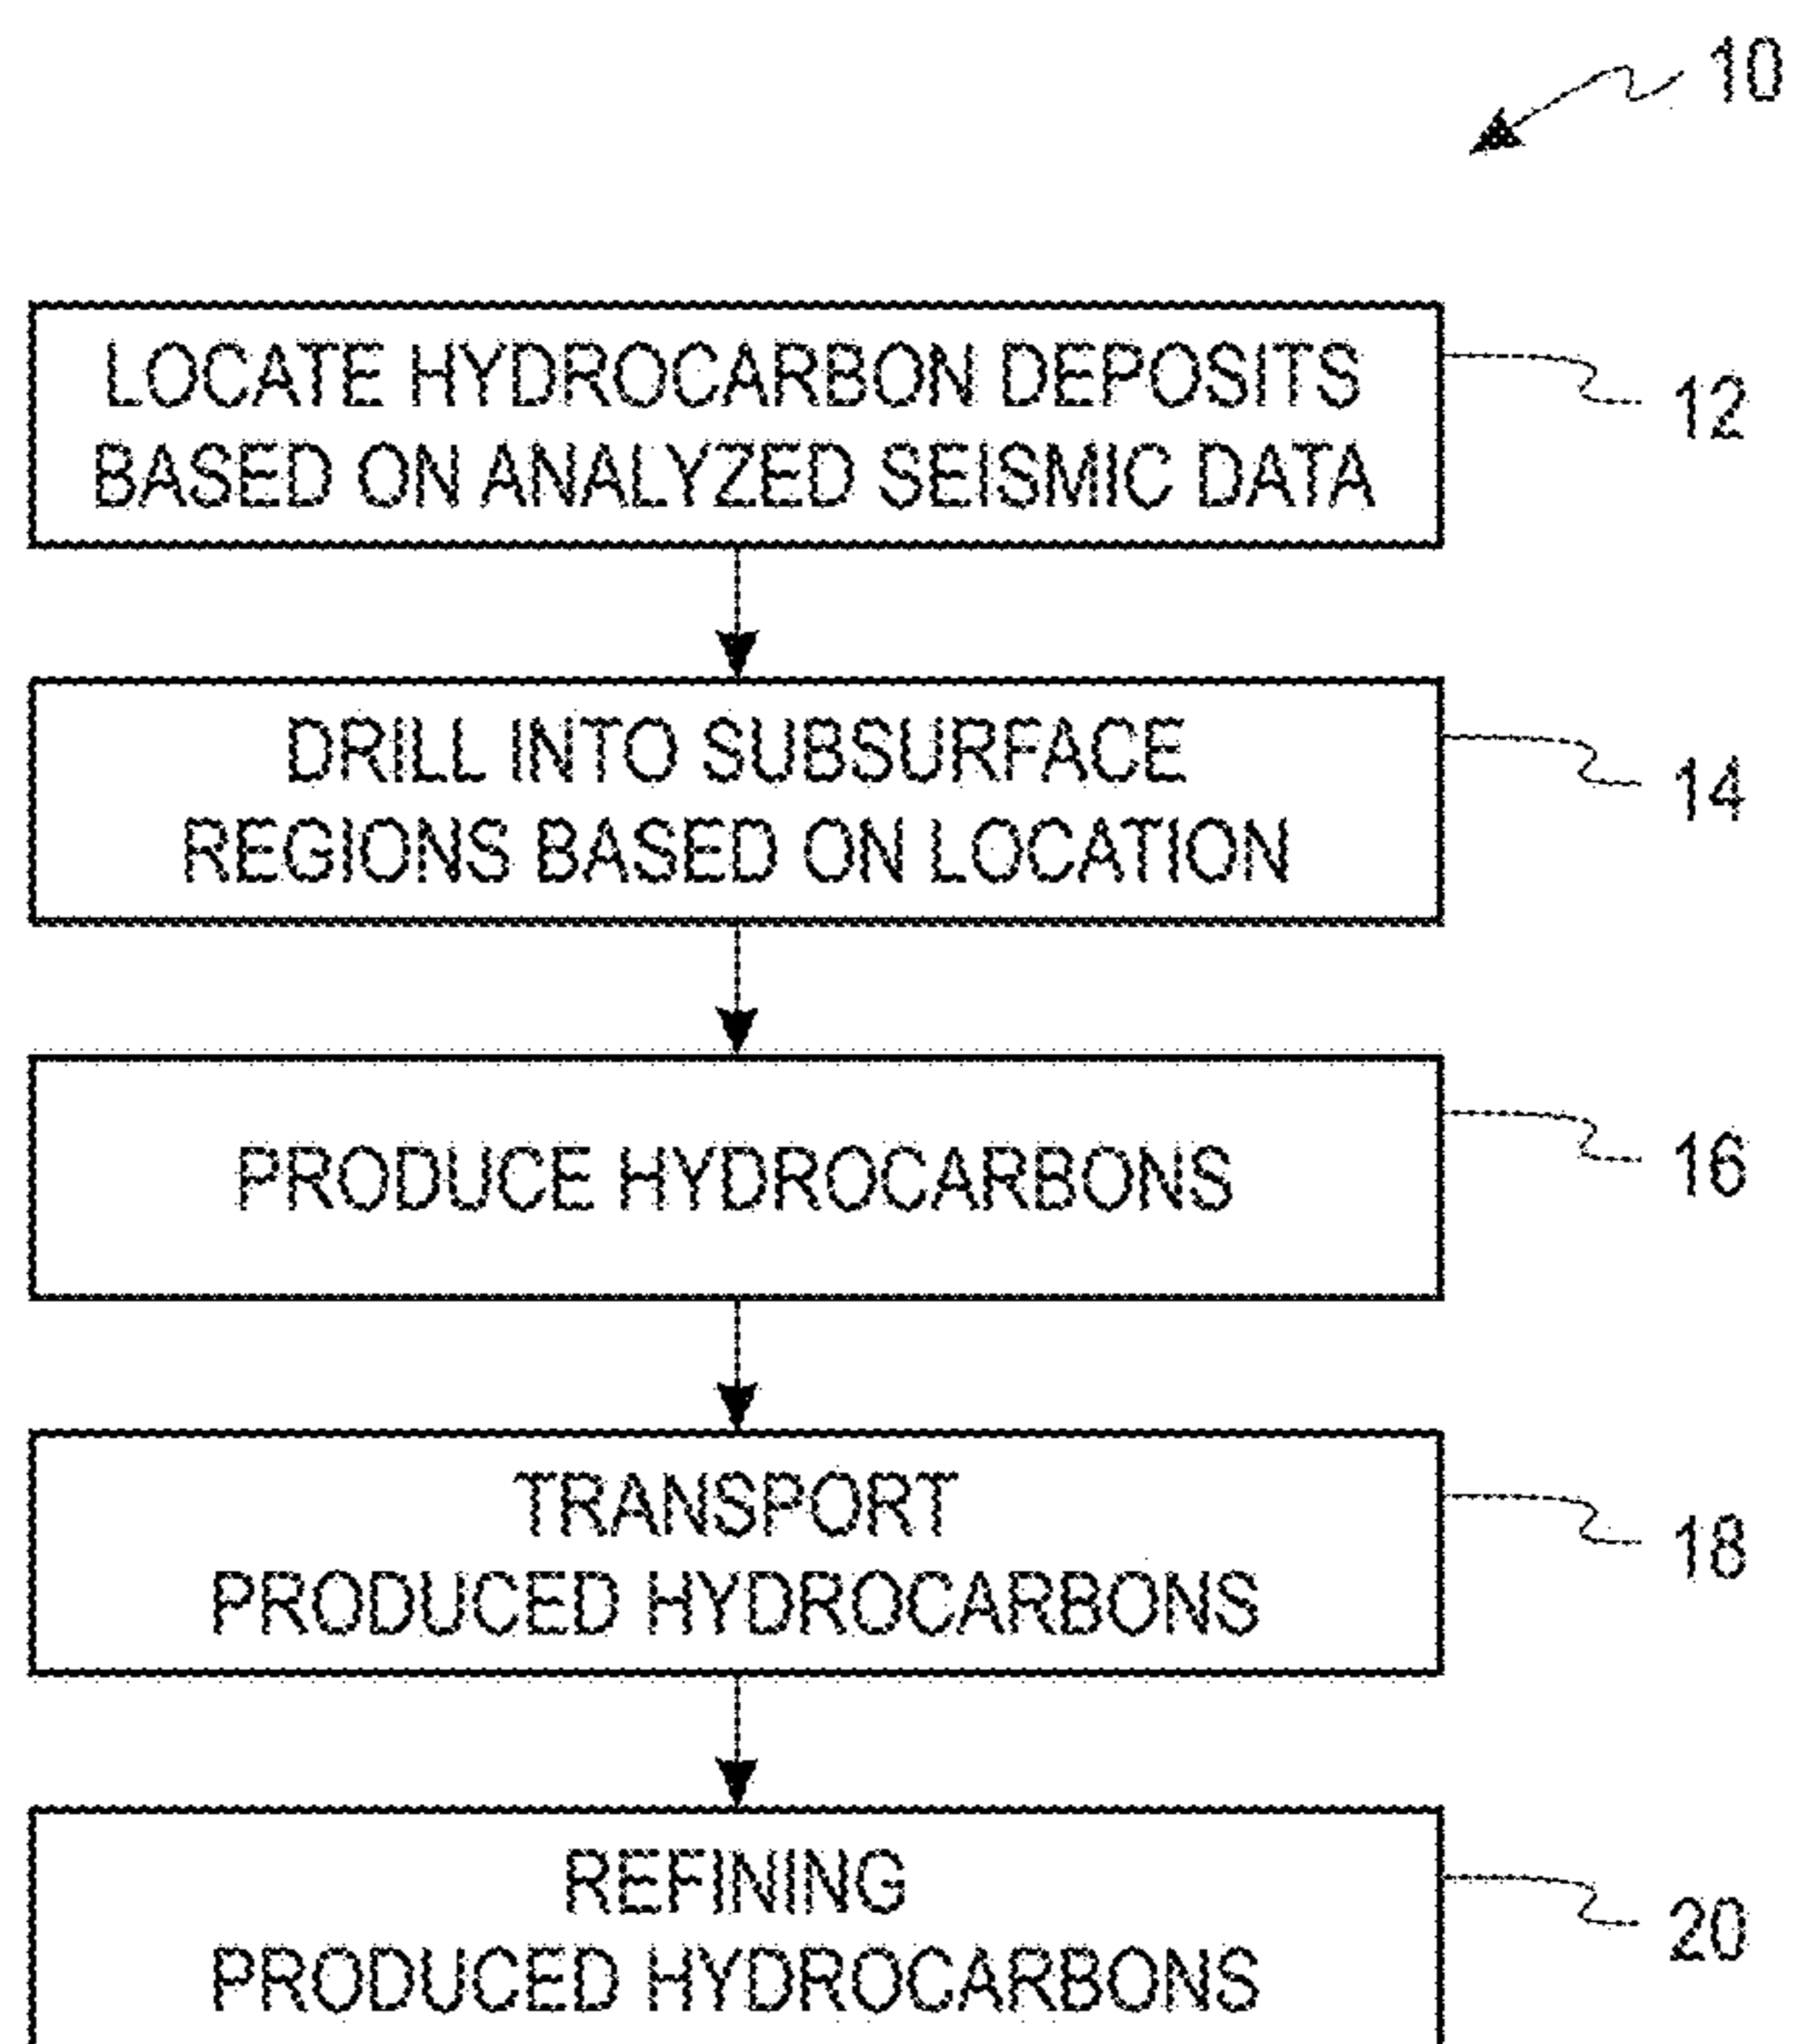 10
LOCATE HYDROCARBON DEPOSITS
BASED ON ANALYZED SEISMIC DATA
12
DRILL INTO SUBSURFACE
REGIONS BASED ON LOCATION
14
PRODUCE HYDROCARBONS
16
TRANSPORT
PRODUCED HYDROCARBONS
18
REFINING
PRODUCED HYDROCARBONS
20